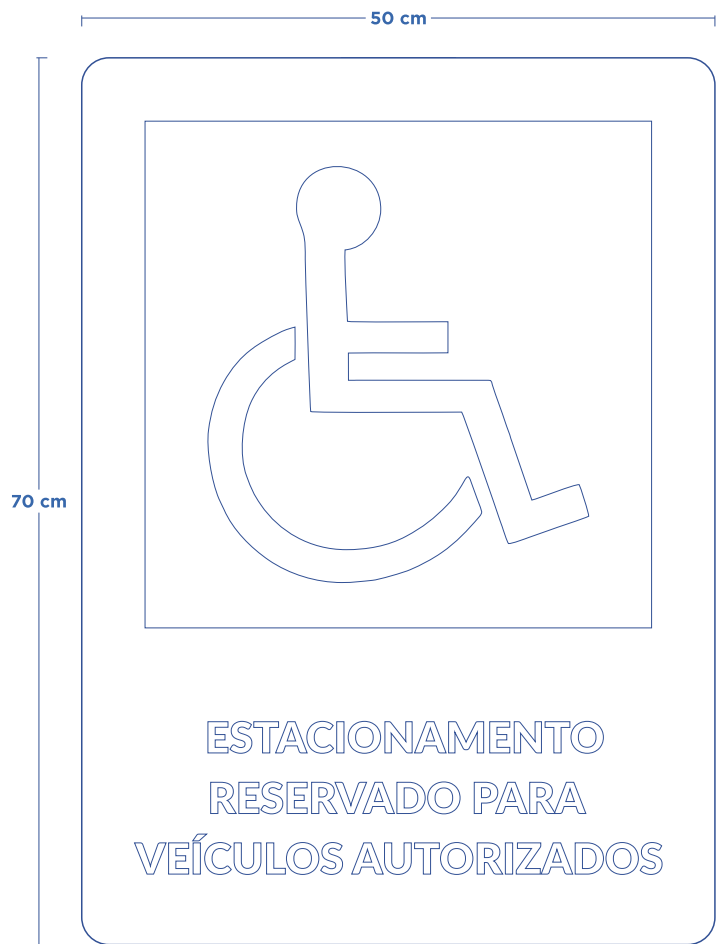 50 cm
70 cm
ESTACIONAMENTO
RESERVADO PARA
VEÍCULOS AUTORIZADOS